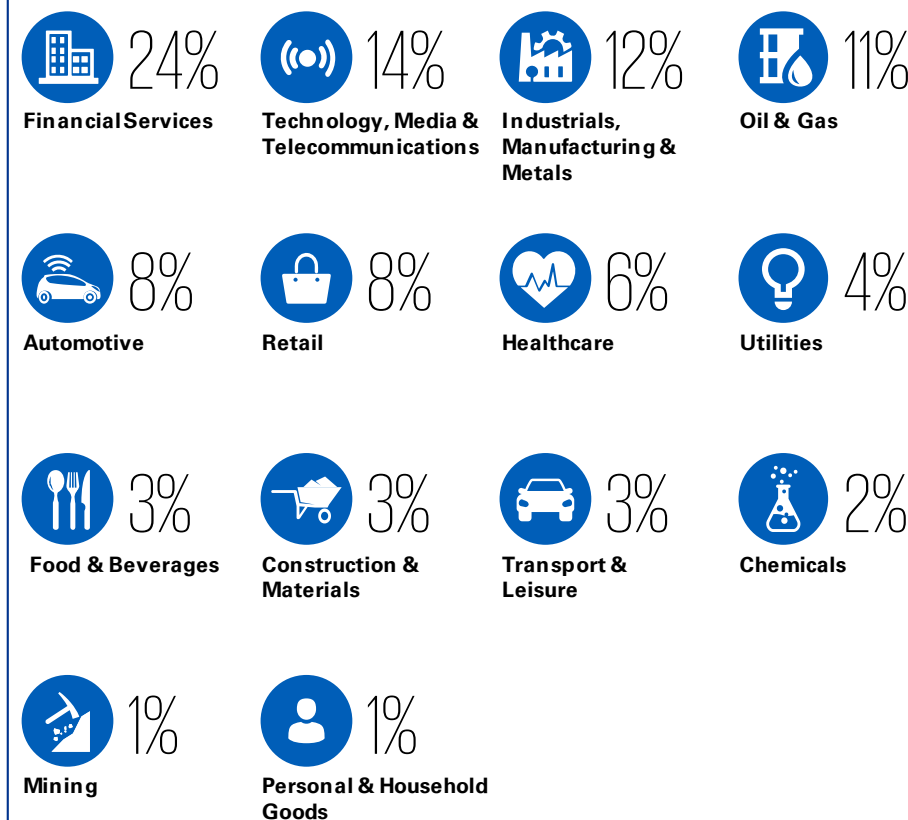 24%
Financial Services
14%
Technology, Media &
Telecommunications
12%
Industrials,
Manufacturing &
Metals
11%
Oil & Gas
8%
Automotive
8%
Retail
6%
Healthcare
4%
Utilities
3%
Food & Beverages
3%
Construction &
Materials
3%
Transport &
Leisure
2%
Chemicals
1%
Mining
1%
Personal & Household
Goods